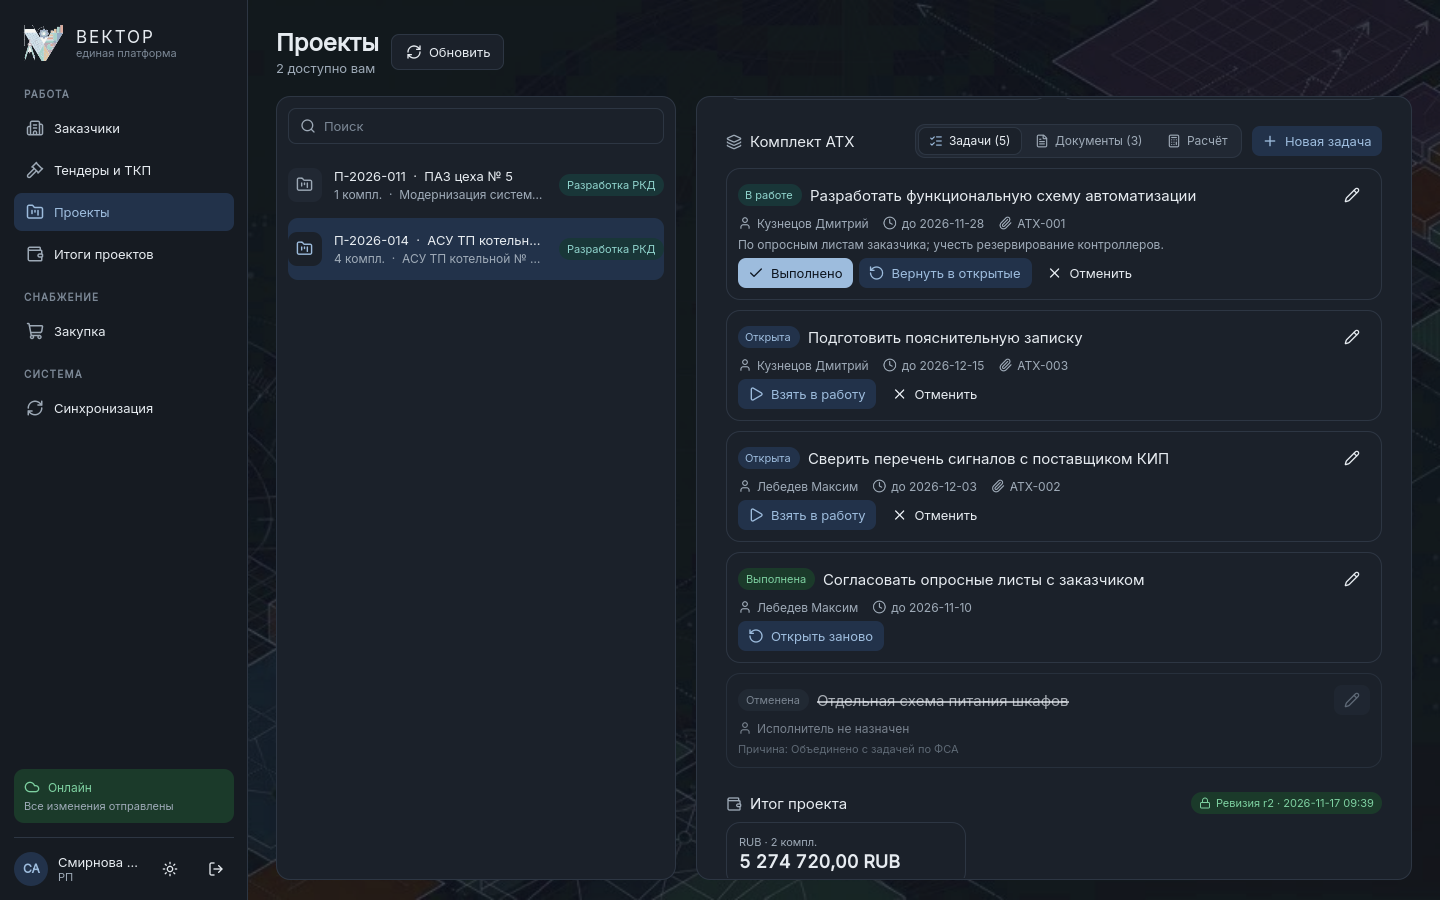 ВЕКТОР
единая платформа
РАБОТА
Заказчики
Тендеры и ТКП
Проекты
Итоги проектов
СНАБЖЕНИЕ
Закупка
СИСТЕМА
Синхронизация
Онлайн
Все изменения отправлены
СА
Смирнова ...
РП
Проекты
2 доступно вам
Обновить
Поиск
П-2026-011 · ПАЗ цеха № 5
1 компл. · Модернизация систем...
Разработка РКД
П-2026-014 · АСУ ТП котельн...
4 компл. · АСУ ТП котельной № ...
Разработка РКД
Комплект АТХ
Задачи (5)
Документы (3)
Расчёт
Новая задача
В работе
Разработать функциональную схему автоматизации
Кузнецов Дмитрий
до 2026-11-28
АТХ-001
По опросным листам заказчика; учесть резервирование контроллеров.
Выполнено
Вернуть в открытые
Отменить
Открыта
Подготовить пояснительную записку
Кузнецов Дмитрий
до 2026-12-15
АТХ-003
Взять в работу
Отменить
Открыта
Сверить перечень сигналов с поставщиком КИП
Лебедев Максим
до 2026-12-03
АТХ-002
Взять в работу
Отменить
Выполнена
Согласовать опросные листы с заказчиком
Лебедев Максим
до 2026-11-10
Открыть заново
Отменена
Отдельная схема питания шкафов
Исполнитель не назначен
Причина: Объединено с задачей по ФСА
Итог проекта
Ревизия r2 · 2026-11-17 09:39
RUB · 2 компл.
5 274 720,00 RUB